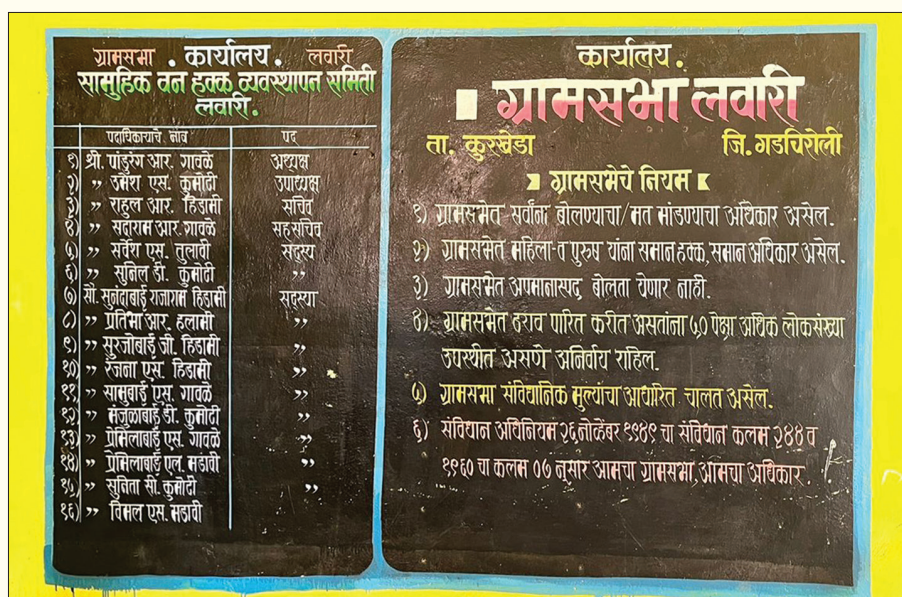 ग्रामसभा . कार्यालय . लवारी
सामुहिक वन हक्क व्यवस्थापन समिती
लवारी.
पदाधिकार्याचे नांव पद
१) श्री. पांडुरंग आर. गावळे अध्यक्ष
२) ,, उमेश एस. कुमोटी उपाध्यक्ष
३) ,, राहुल आर. हिडामी सचिव
४) ,, सदाराम आर. गावळे सहसचिव
५) ,, सर्वेश एस. तुलावी सदस्य
६) ,, सुनिल डी. कुमोटी ,,
७) सौ. सुनंदाबाई राजाराम हिडामी सदस्या
८) ,, प्रतिभा आर. हलामी ,,
९) ,, सुरजोबाई जी. हिडामी ,,
१०) ,, रंजना एस. हिडामी ,,
११) ,, सामबाई एस. गावळे ,,
१२) ,, मंजुळाबाई डी. कुमोटी ,,
१३) ,, प्रेमिलाबाई एस. गावळे ,,
१४) ,, प्रेमिलाबाई एल. मडावी ,,
१५) ,, सुनिता सी. कुमोटी ,,
१६) ,, विमल एस. मडावी
कार्यालय .
ग्रामसभा लवारी
ता. कुरखेडा जि. गडचिरोली
ग्रामसभेचे नियम
१) ग्रामसभेत सर्वांना बोलण्याचा/मत मांडण्याचा अधिकार असेल.
२) ग्रामसभेत महिला-त पुरुष यांना समान हक्क, समान अधिकार असेल.
३) ग्रामसभेत अपमानास्पद बोलता येणार नाही.
४) ग्रामसभेत ठराव पारित करीत असतांना ५० पेक्षा अधिक लोकसंख्या
उपस्थीत असणे अनिर्वाय राहिल.
५) ग्रामसभा संविधानिक मुल्यांचा आधारित चालत असेल.
६) संविधान अधिनियम २६ नोव्हेंबर १९४९ चा संविधान कलम २४४ व
१९६० चा कलम ०७ नुसार आमचा ग्रामसभा, आमचा अधिकार.